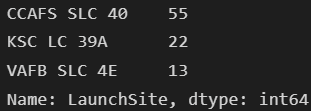 CCAFS SLC 40    55
KSC LC 39A      22
VAFB SLC 4E     13
Name: LaunchSite, dtype: int64